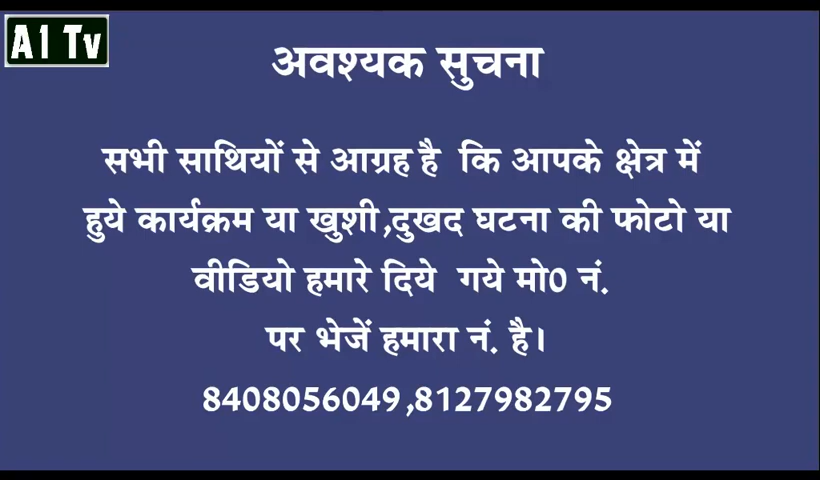 A1 Tv
अवश्यक सुचना
सभी साथियों से आग्रह है कि आपके क्षेत्र में
हुये कार्यक्रम या खुशी,दुखद घटना की फोटो या
वीडियो हमारे दिये गये मो0 नं.
पर भेजें हमारा नं. है।
8408056049,8127982795